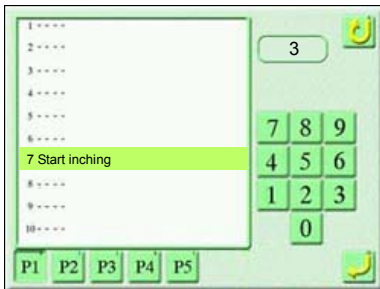 1 - - - -
2 - - - -
3 - - - -
4 - - - -
5 - - - -
6 - - - -
7 Start inching
8 - - - -
9 - - - -
10 - - - -
3
7 8 9
4 5 6
1 2 3
0
P1 P2 P3 P4 P5